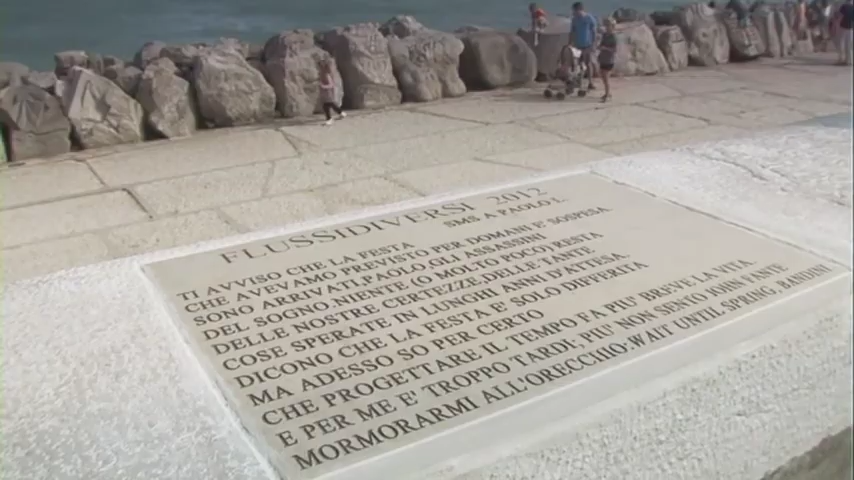 FLUSSIDIVERSI 2012
SMS A PAOLO L.
TI AVVISO CHE LA FESTA
CHE AVEVAMO PREVISTO PER DOMANI E' SOSPESA
SONO ARRIVATI, PAOLO, GLI ASSASSINI
DEL SOGNO. NIENTE (O MOLTO POCO) RESTA
DELLE NOSTRE CERTEZZE, DELLE TANTE
COSE SPERATE IN LUNGHI ANNI D'ATTESA.
DICONO CHE LA FESTA E' SOLO DIFFERITA
MA ADESSO SO PER CERTO
CHE PROGETTARE IL TEMPO FA PIU' BREVE LA VITA.
E PER ME E' TROPPO TARDI; PIU' NON SENTO JOHN FANTE
MORMORARMI ALL'ORECCHIO: WAIT UNTIL SPRING, BANDINI